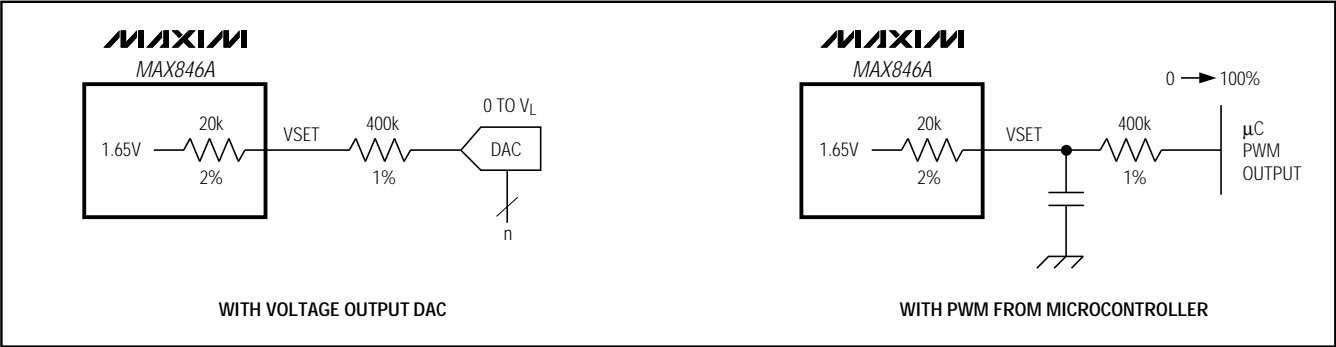 MAXIM
MAX846A
0 TO VL
1.65V
20k
2%
VSET
400k
1%
DAC
n
WITH VOLTAGE OUTPUT DAC
MAXIM
MAX846A
0 100%
1.65V
20k
2%
VSET
400k
1%
μC
PWM
OUTPUT
WITH PWM FROM MICROCONTROLLER